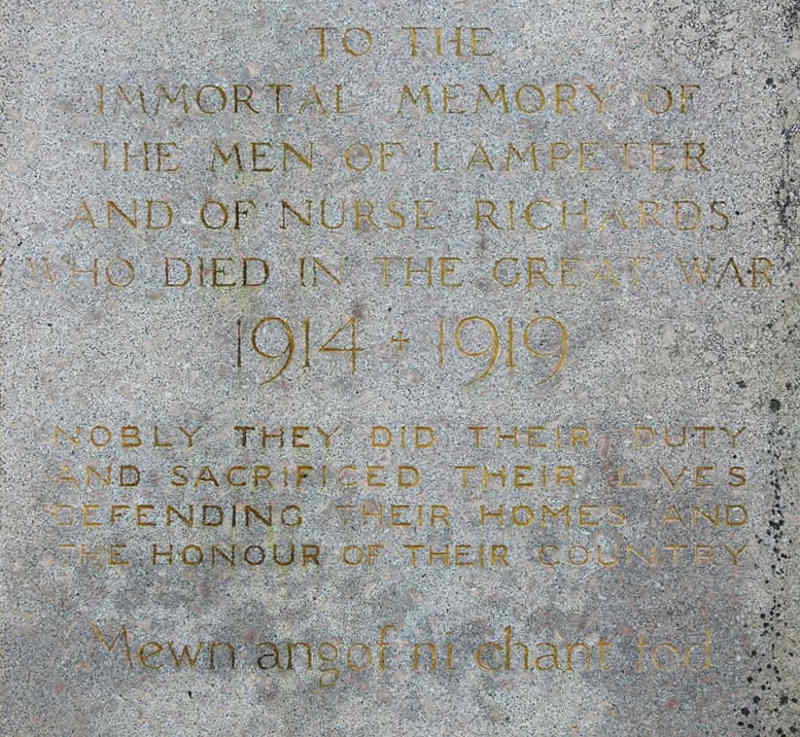 TO THE
IMMORTAL MEMORY OF
THE MEN OF LAMPETER
AND OF NURSE RICHARDS
WHO DIED IN THE GREAT WAR
1914 + 1919
NOBLY THEY DID THEIR DUTY
AND SACRIFICED THEIR LIVES
DEFENDING THEIR HOMES AND
THE HONOUR OF THEIR COUNTRY
Mewn angof ni chant fod